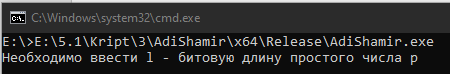 C:\Windows\system32\cmd.exe
E:\>E:\5.1\Kript\3\AdiShamir\x64\Release\AdiShamir.exe
Необходимо ввести l - битовую длину простого числа p